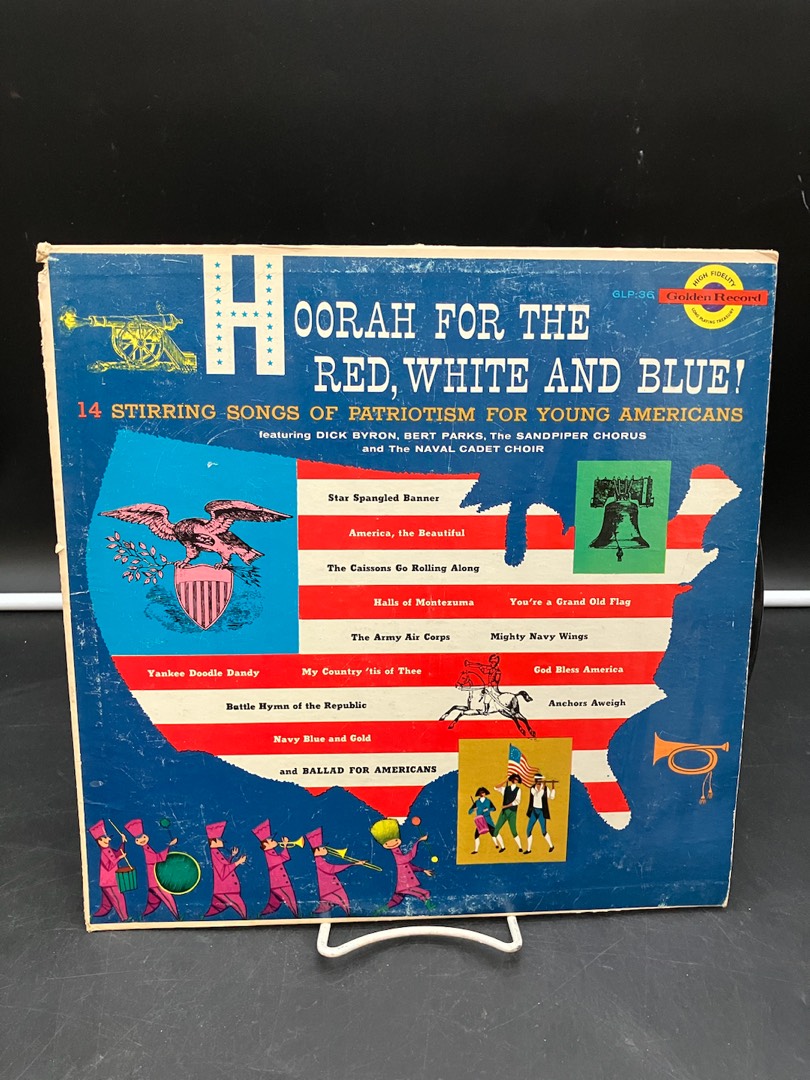 HOORAH FOR THE
RED, WHITE AND BLUE!
GLP:36
HIGH FIDELITY
Golden Record
LONG PLAYING TREASURY
14 STIRRING SONGS OF PATRIOTISM FOR YOUNG AMERICANS
featuring DICK BYRON, BERT PARKS, The SANDPIPER CHORUS
and The NAVAL CADET CHOIR
Star Spangled Banner
America, the Beautiful
The Caissons Go Rolling Along
Halls of Montezuma You're a Grand Old Flag
The Army Air Corps Mighty Navy Wings
Yankee Doodle Dandy My Country 'tis of Thee God Bless America
Battle Hymn of the Republic Anchors Aweigh
Navy Blue and Gold
and BALLAD FOR AMERICANS